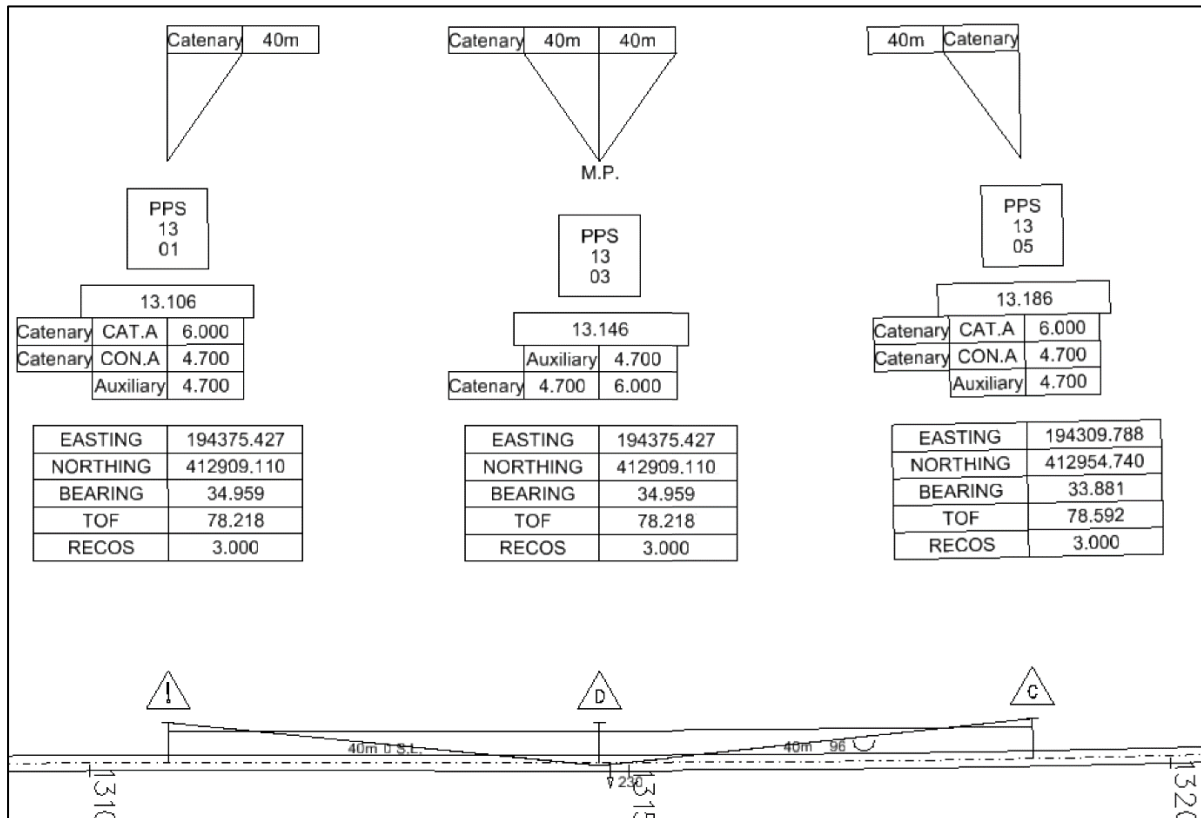 Catenary 40m
Catenary 40m 40m
40m Catenary
M.P.
PPS
13
01
PPS
13
03
PPS
13
05
13.106
Catenary CAT.A 6.000
Catenary CON.A 4.700
Auxiliary 4.700
13.146
Auxiliary 4.700
Catenary 4.700 6.000
13.186
Catenary CAT.A 6.000
Catenary CON.A 4.700
Auxiliary 4.700
EASTING 194375.427
NORTHING 412909.110
BEARING 34.959
TOF 78.218
RECOS 3.000
EASTING 194375.427
NORTHING 412909.110
BEARING 34.959
TOF 78.218
RECOS 3.000
EASTING 194309.788
NORTHING 412954.740
BEARING 33.881
TOF 78.592
RECOS 3.000
!
D
C
40m 0 S.L.
40m 96
230